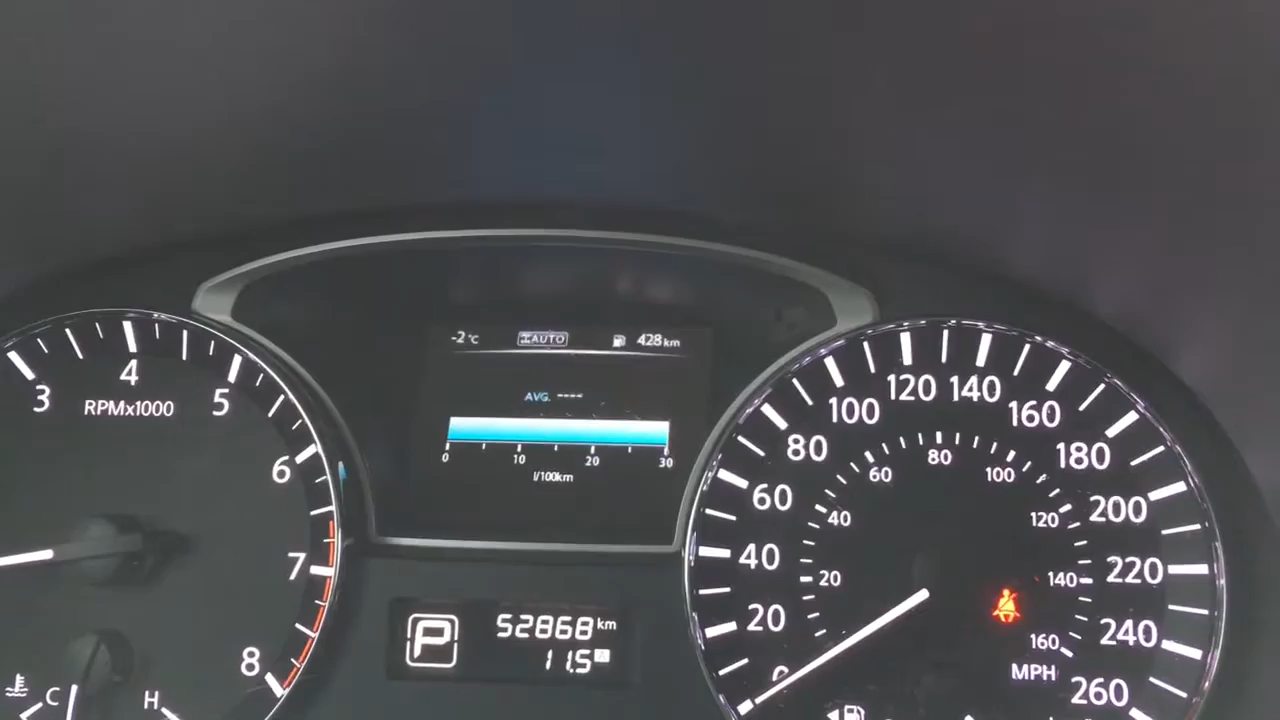 -2 °C AUTO 428 km
AVG. ----
0 10 20 30
l/100km
3 4 5 6 7 8
RPMx1000
C H
P
52868 km
11.5 A
0 20 40 60 80 100 120 140 160 180 200 220 240 260
20 40 60 80 100 120 140 160
MPH